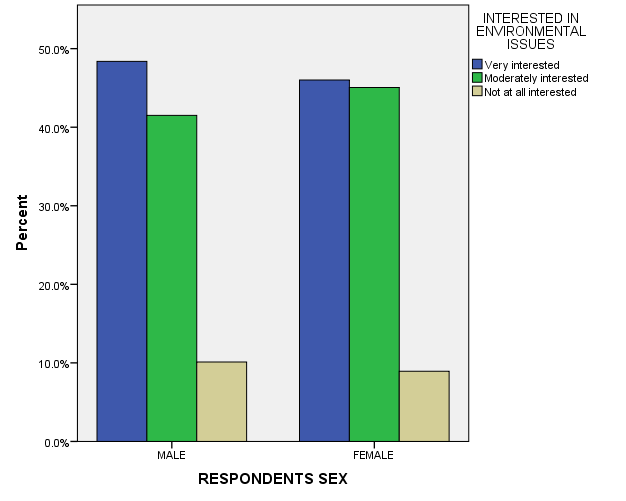 INTERESTED IN
ENVIRONMENTAL
ISSUES
Very interested
Moderately interested
Not at all interested
50.0%
40.0%
30.0%
20.0%
10.0%
0.0%
Percent
MALE
FEMALE
RESPONDENTS SEX